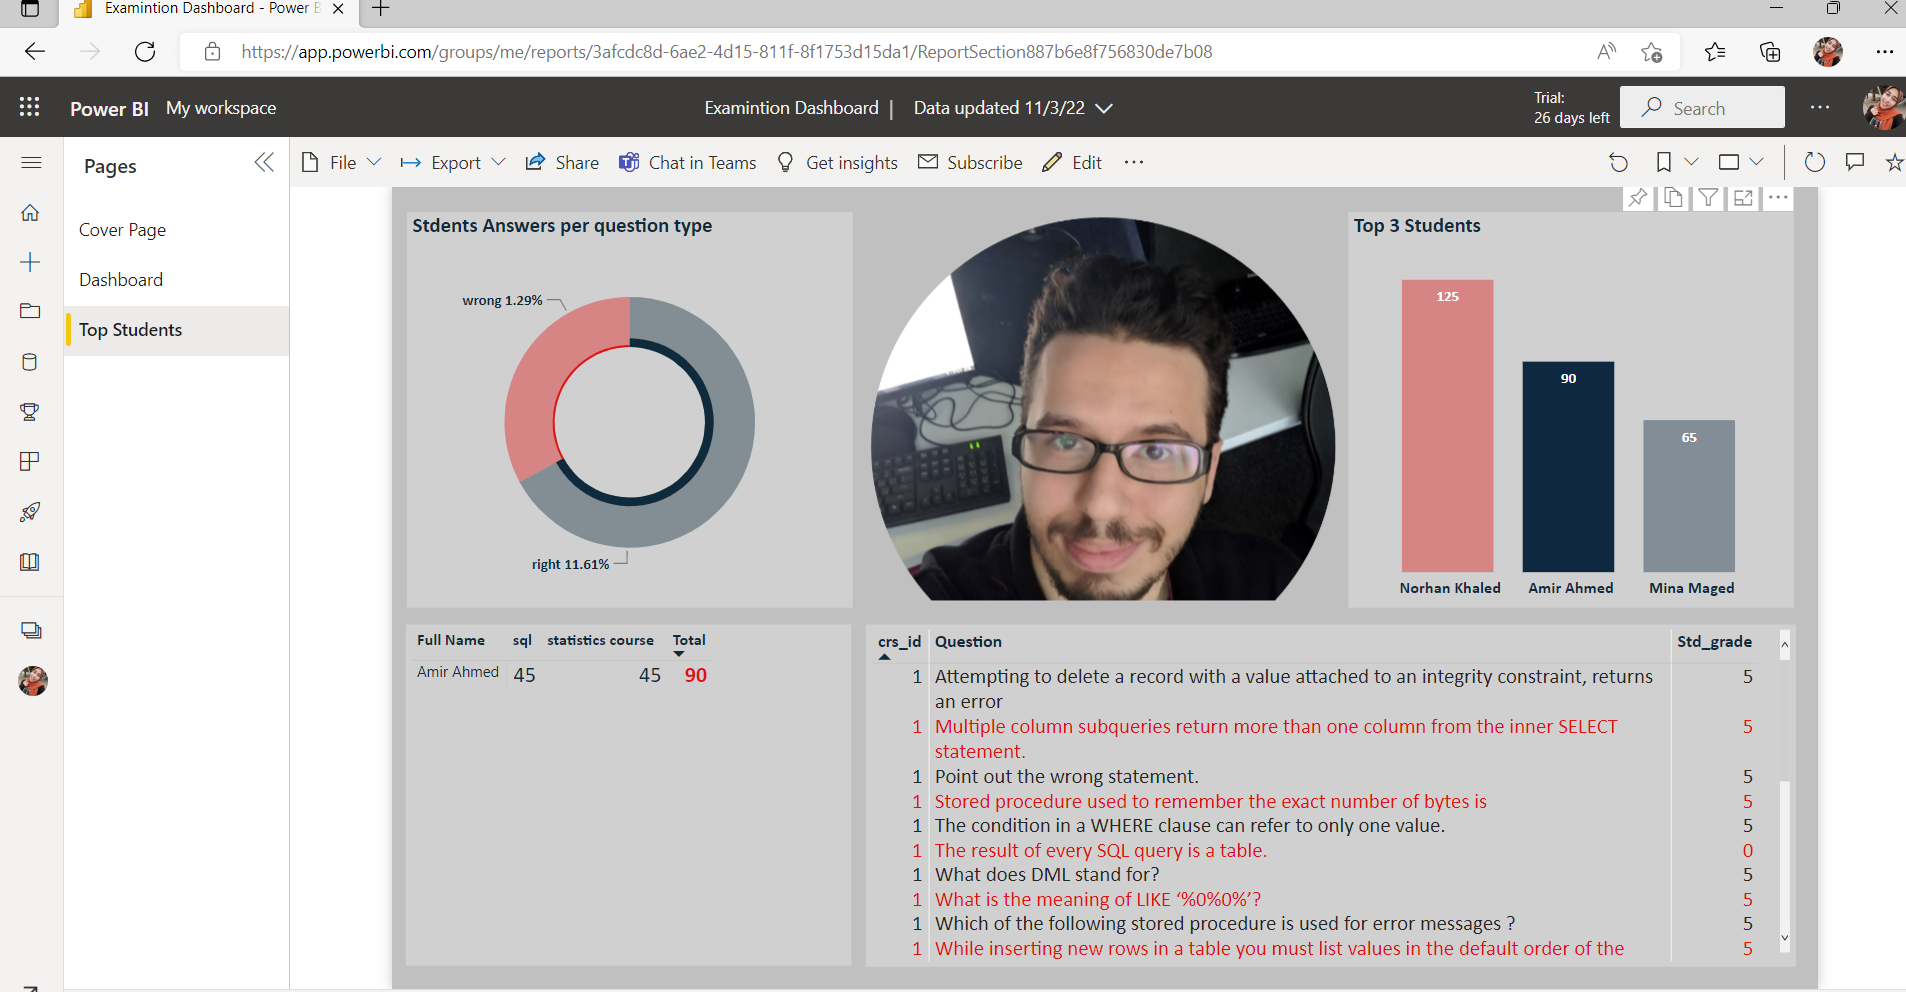 Examintion Dashboard - Power B
https://app.powerbi.com/groups/me/reports/3afcdc8d-6ae2-4d15-811f-8f1753d15da1/ReportSection887b6e8f756830de7b08
Power BI My workspace
Examintion Dashboard | Data updated 11/3/22
Trial:
26 days left
Search
Pages
File Export Share Chat in Teams Get insights Subscribe Edit
Cover Page
Dashboard
Top Students
Stdents Answers per question type
wrong 1.29%
right 11.61%
Top 3 Students
125
90
65
Norhan Khaled Amir Ahmed Mina Maged
Full Name sql statistics course Total
Amir Ahmed 45 45 90
crs_id Question Std_grade
1 Attempting to delete a record with a value attached to an integrity constraint, returns 5
an error
1 Multiple column subqueries return more than one column from the inner SELECT 5
statement.
1 Point out the wrong statement. 5
1 Stored procedure used to remember the exact number of bytes is 5
1 The condition in a WHERE clause can refer to only one value. 5
1 The result of every SQL query is a table. 0
1 What does DML stand for? 5
1 What is the meaning of LIKE ‘%0%0%’? 5
1 Which of the following stored procedure is used for error messages ? 5
1 While inserting new rows in a table you must list values in the default order of the 5